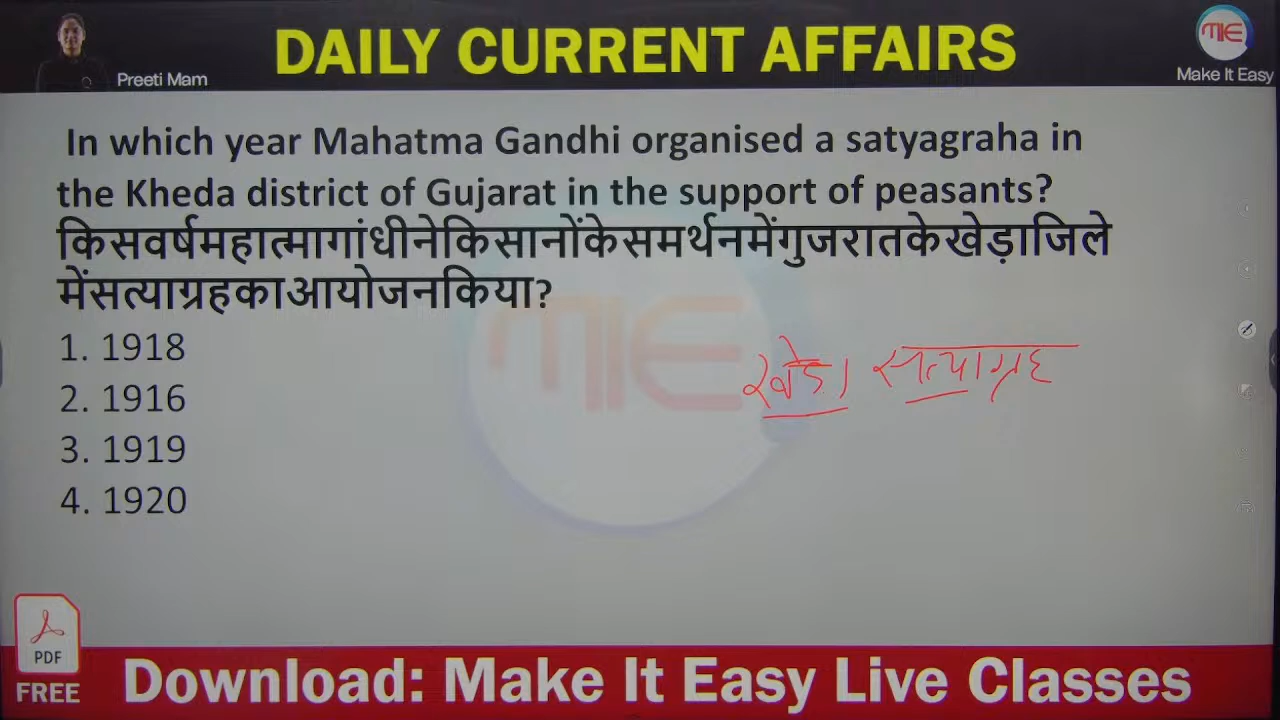 DAILY CURRENT AFFAIRS
MIE
Preeti Mam
Make It Easy
In which year Mahatma Gandhi organised a satyagraha in
the Kheda district of Gujarat in the support of peasants?
किसवर्षमहात्मागांधीनेकिसानोंकेसमर्थनमेंगुजरातकेखेड़ाजिले
मेंसत्याग्रहकाआयोजनकिया?
1. 1918
खेडा सत्याग्रह
2. 1916
MIE
3. 1919
4. 1920
PDF
FREE
Download: Make It Easy Live Classes